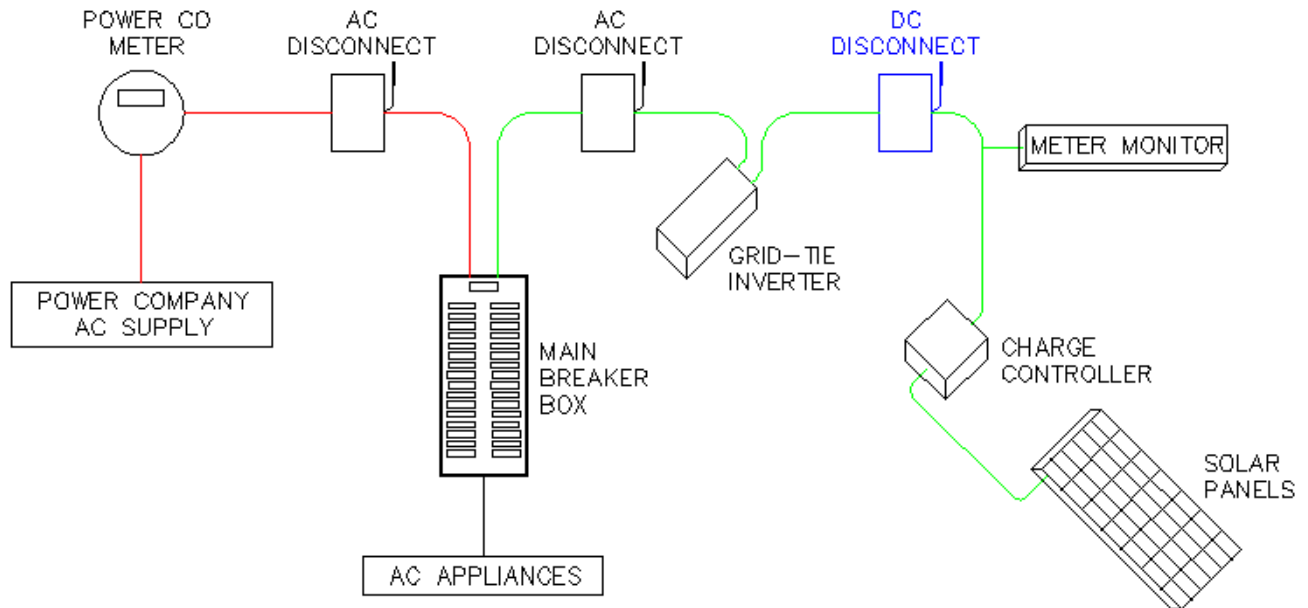 POWER CO
METER
AC
DISCONNECT
AC
DISCONNECT
DC
DISCONNECT
METER MONITOR
GRID-TIE
INVERTER
POWER COMPANY
AC SUPPLY
MAIN
BREAKER
BOX
CHARGE
CONTROLLER
SOLAR
PANELS
AC APPLIANCES